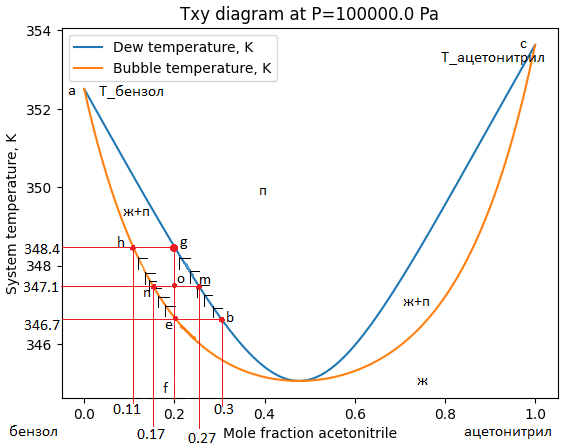 Txy diagram at P=100000.0 Pa
354
Dew temperature, K
Bubble temperature, K
c
T_ацетонитрил
a
T_бензол
352
350
п
ж+п
h
g
348.4
348
347.1
346.7
346
System temperature, K
o
m
n
b
e
ж+п
f
ж
0.0
0.11
0.2
0.3
0.4
0.6
0.8
1.0
0.17
0.27
Mole fraction acetonitrile
бензол
ацетонитрил